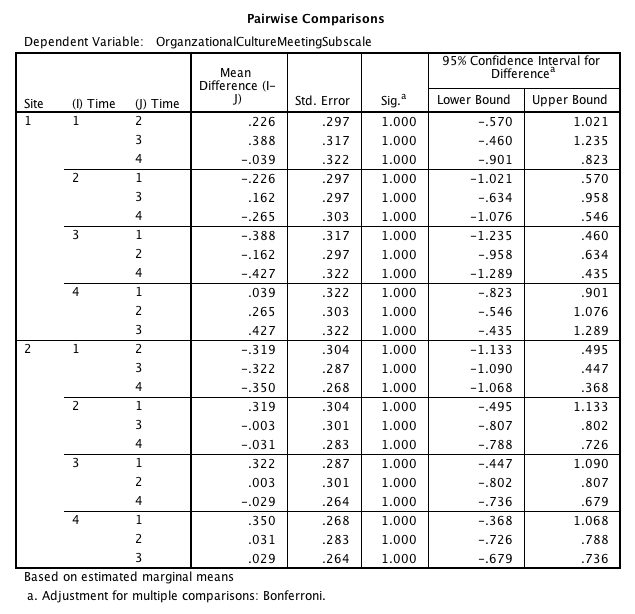 Pairwise Comparisons
Dependent Variable: OrganzationalCultureMeetingSubscale
95% Confidence Interval for Difference^a
Site (I) Time (J) Time Mean Difference (I-J) Std. Error Sig.^a Lower Bound Upper Bound
1 1 2 .226 .297 1.000 -.570 1.021
3 .388 .317 1.000 -.460 1.235
4 -.039 .322 1.000 -.901 .823
2 1 -.226 .297 1.000 -1.021 .570
3 .162 .297 1.000 -.634 .958
4 -.265 .303 1.000 -1.076 .546
3 1 -.388 .317 1.000 -1.235 .460
2 -.162 .297 1.000 -.958 .634
4 -.427 .322 1.000 -1.289 .435
4 1 .039 .322 1.000 -.823 .901
2 .265 .303 1.000 -.546 1.076
3 .427 .322 1.000 -.435 1.289
2 1 2 -.319 .304 1.000 -1.133 .495
3 -.322 .287 1.000 -1.090 .447
4 -.350 .268 1.000 -1.068 .368
2 1 .319 .304 1.000 -.495 1.133
3 -.003 .301 1.000 -.807 .802
4 -.031 .283 1.000 -.788 .726
3 1 .322 .287 1.000 -.447 1.090
2 .003 .301 1.000 -.802 .807
4 -.029 .264 1.000 -.736 .679
4 1 .350 .268 1.000 -.368 1.068
2 .031 .283 1.000 -.726 .788
3 .029 .264 1.000 -.679 .736
Based on estimated marginal means
a. Adjustment for multiple comparisons: Bonferroni.